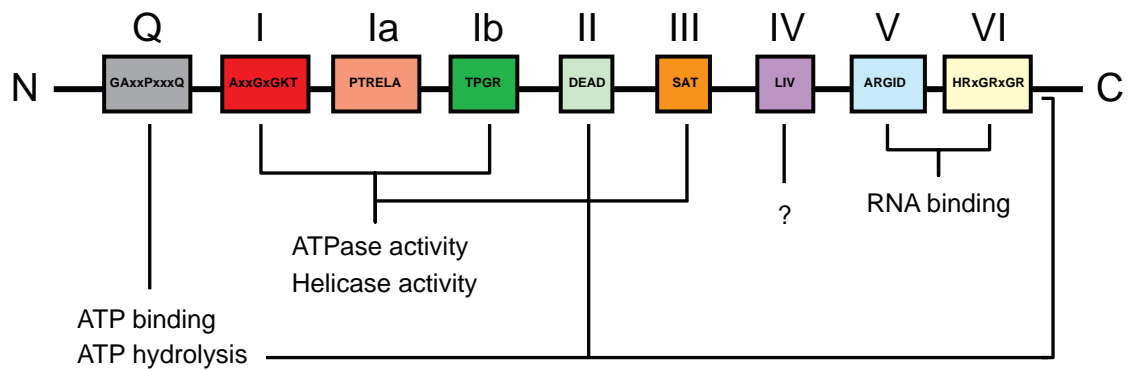 Q I Ia Ib II III IV V VI
N GAxxPxxxQ AxxGxGKT PTRELA TPGR DEAD SAT LIV ARGID HRxGRxGR C
?
RNA binding
ATPase activity
Helicase activity
ATP binding
ATP hydrolysis